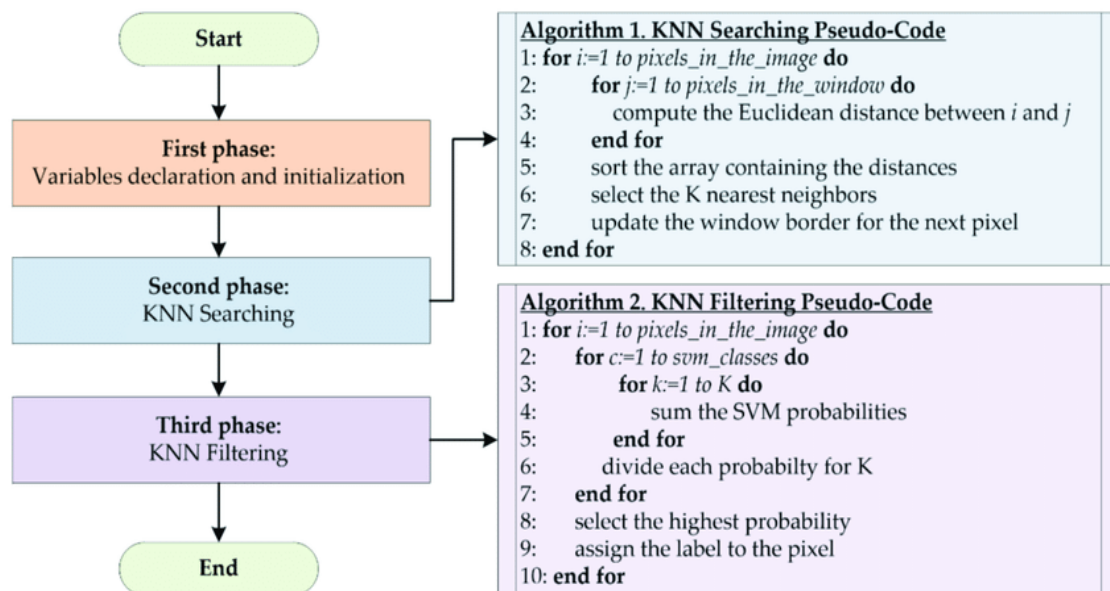 Start
First phase:
Variables declaration and initialization
Second phase:
KNN Searching
Third phase:
KNN Filtering
End
Algorithm 1. KNN Searching Pseudo-Code
1: for i:=1 to pixels_in_the_image do
2: for j:=1 to pixels_in_the_window do
3: compute the Euclidean distance between i and j
4: end for
5: sort the array containing the distances
6: select the K nearest neighbors
7: update the window border for the next pixel
8: end for
Algorithm 2. KNN Filtering Pseudo-Code
1: for i:=1 to pixels_in_the_image do
2: for c:=1 to svm_classes do
3: for k:=1 to K do
4: sum the SVM probabilities
5: end for
6: divide each probabilty for K
7: end for
8: select the highest probability
9: assign the label to the pixel
10: end for